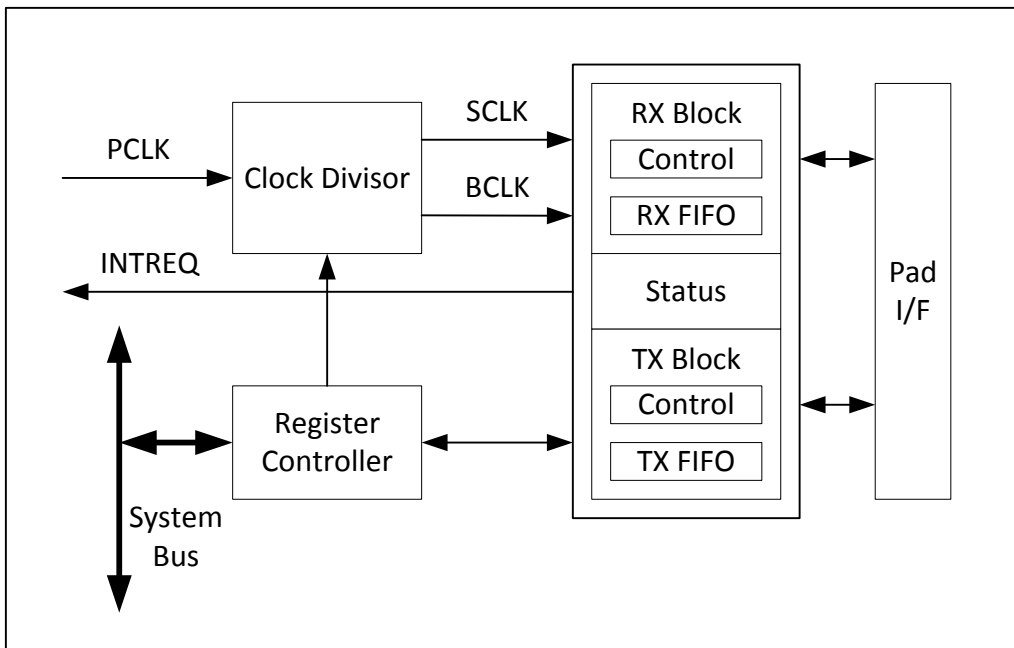 PCLK
Clock Divisor
SCLK
BCLK
INTREQ
Register
Controller
System
Bus
RX Block
Control
RX FIFO
Status
TX Block
Control
TX FIFO
Pad
I/F